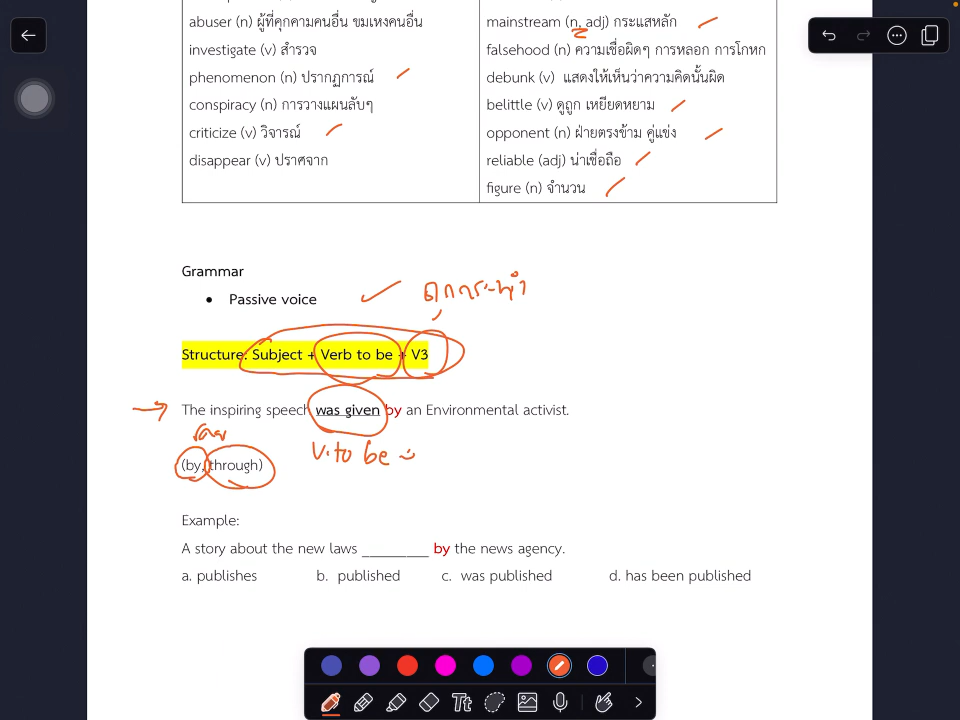 abuser (n) ผู้ที่คุกคามคนอื่น ข่มเหงคนอื่น
investigate (v) สำรวจ
phenomenon (n) ปรากฏการณ์
conspiracy (n) การวางแผนลับๆ
criticize (v) วิจารณ์
disappear (v) ปราศจาก
mainstream (n, adj) กระแสหลัก
falsehood (n) ความเชื่อผิดๆ การหลอก การโกหก
debunk (v) แสดงให้เห็นว่าความคิดนั้นผิด
belittle (v) ดูถูก เหยียดหยาม
opponent (n) ฝ่ายตรงข้าม คู่แข่ง
reliable (adj) น่าเชื่อถือ
figure (n) จำนวน
Grammar
• Passive voice
ถูกกระทำ
Structure: Subject + Verb to be + V3
The inspiring speech was given by an Environmental activist.
V. to be
(by, through)
Example:
A story about the new laws _________ by the news agency.
a. publishes b. published c. was published d. has been published
Tt